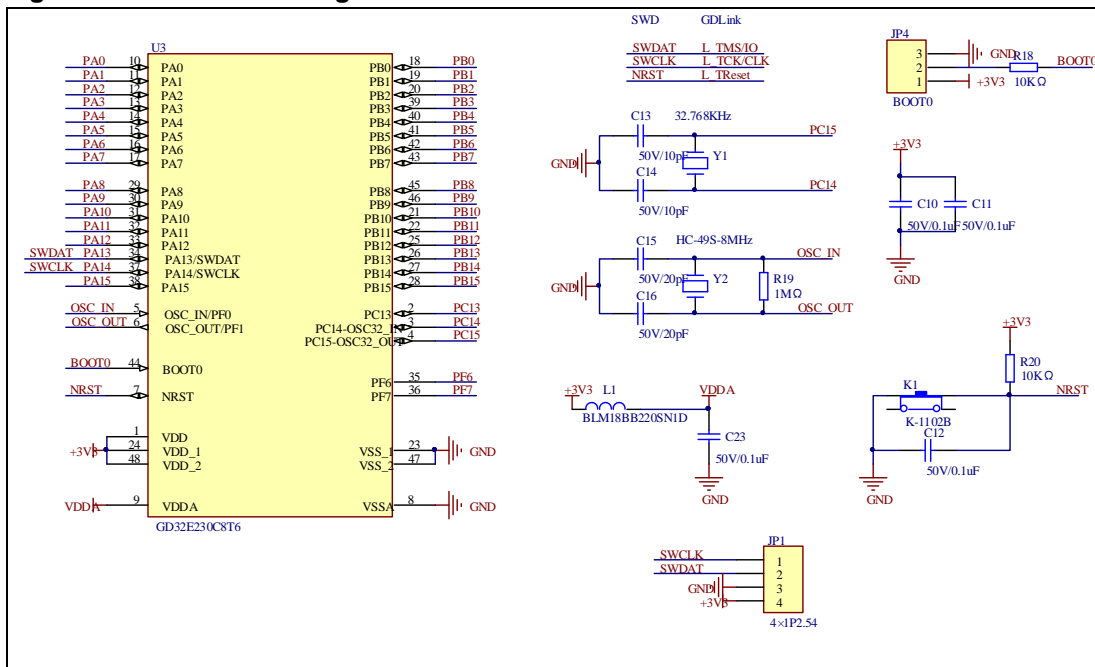 U3
PA0 10 PA0 PB0 18 PB0
PA1 11 PA1 PB1 19 PB1
PA2 12 PA2 PB2 20 PB2
PA3 13 PA3 PB3 39 PB3
PA4 14 PA4 PB4 40 PB4
PA5 15 PA5 PB5 41 PB5
PA6 16 PA6 PB6 42 PB6
PA7 17 PA7 PB7 43 PB7
PA8 29 PA8 PB8 45 PB8
PA9 30 PA9 PB9 46 PB9
PA10 31 PA10 PB10 21 PB10
PA11 32 PA11 PB11 22 PB11
PA12 33 PA12 PB12 25 PB12
SWDAT PA13 34 PA13/SWDAT PB13 26 PB13
SWCLK PA14 37 PA14/SWCLK PB14 27 PB14
PA15 38 PA15 PB15 28 PB15
OSC_IN 5 OSC_IN/PF0 PC13 2 PC13
OSC_OUT 6 OSC_OUT/PF1 PC14-OSC32_IN 3 PC14
PC15-OSC32_OUT 4 PC15
BOOT0 44 BOOT0
PF6 35 PF6
NRST 7 NRST PF7 36 PF7
1 VDD
+3V3 24 VDD_1 VSS_1 23 GND
48 VDD_2 VSS_2 47
VDDA 9 VDDA VSSA 8 GND
GD32E230C8T6
SWD GDLink
SWDAT L_TMS/IO
SWCLK L_TCK/CLK
NRST L_TReset
C13 32.768KHz PC15
50V/10pF Y1
GND
C14 PC14
50V/10pF
C15 HC-49S-8MHz OSC_IN
50V/20pF Y2 R19
GND 1MΩ
C16 OSC_OUT
50V/20pF
+3V3 L1 VDDA
BLM18BB220SN1D
C23
50V/0.1uF
GND
JP1
SWCLK 1
SWDAT 2
GND 3
+3V3 4
4×1P2.54
JP4
3 GND
2 R18 BOOT0
1 +3V3 10KΩ
BOOT0
+3V3
C10 C11
50V/0.1uF 50V/0.1uF
GND
+3V3
R20
10KΩ
K1 NRST
K-1102B
C12
50V/0.1uF
GND